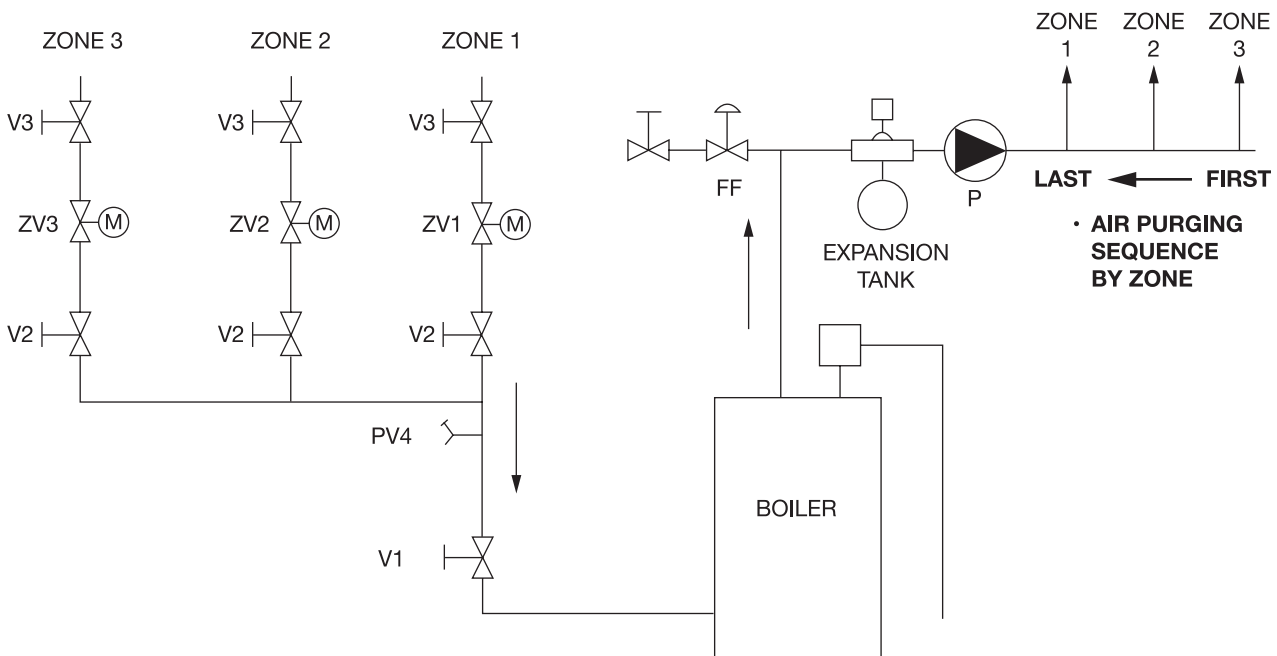 ZONE 3
ZONE 2
ZONE 1
ZONE
1
ZONE
2
ZONE
3
V3
V3
V3
FF
P
LAST
FIRST
ZV3
M
ZV2
M
ZV1
M
EXPANSION
TANK
• AIR PURGING
SEQUENCE
BY ZONE
V2
V2
V2
PV4
BOILER
V1